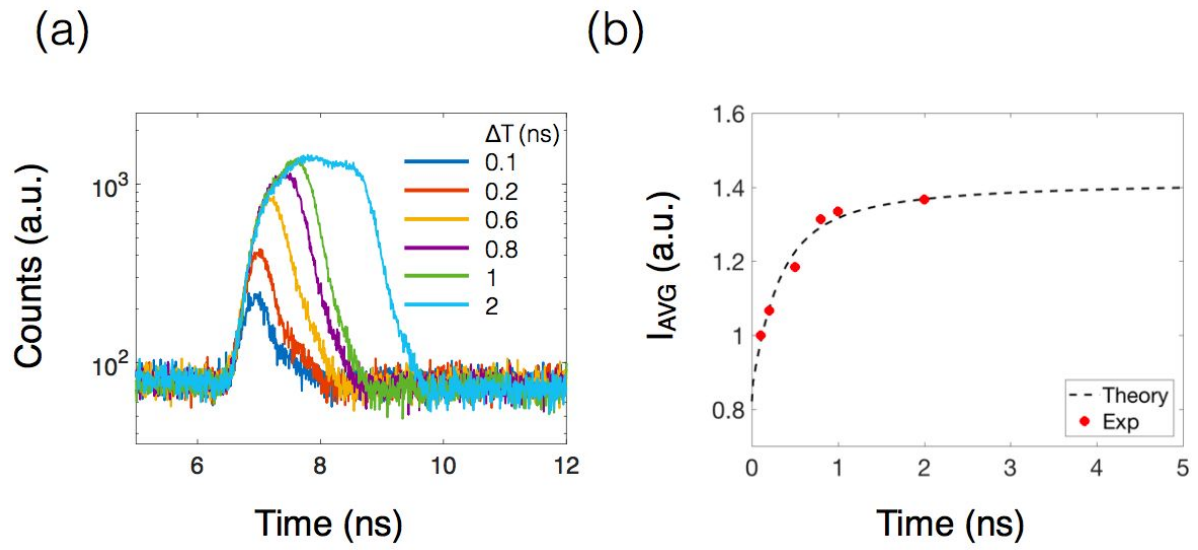 (a)
(b)
Counts (a.u.)
10³
10²
ΔT (ns)
0.1
0.2
0.6
0.8
1
2
6 8 10 12
Time (ns)
I_AVG (a.u.)
1.6
1.4
1.2
1
0.8
Theory
Exp
0 1 2 3 4 5
Time (ns)